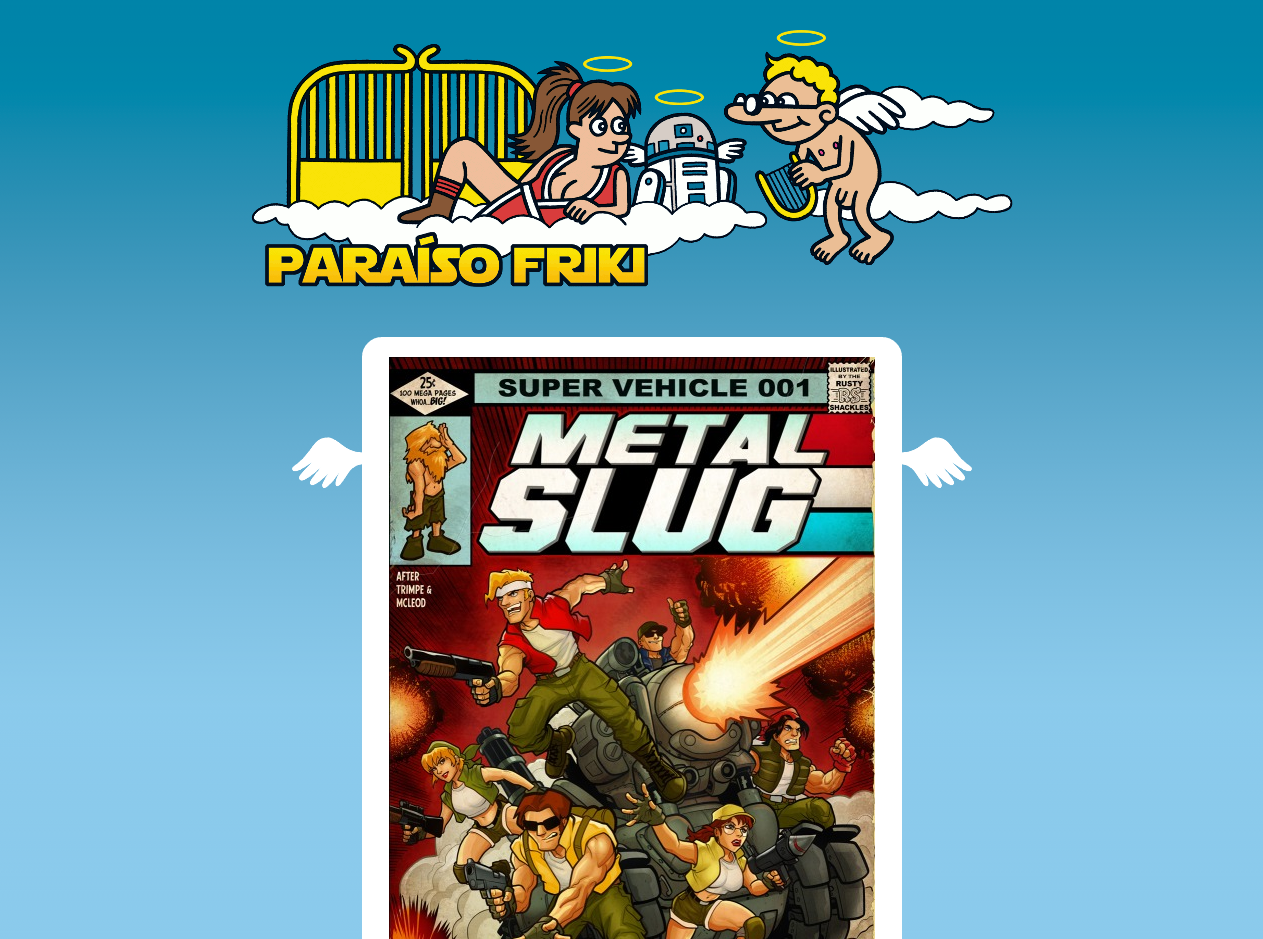 PARAÍSO FRIKI
25¢
100 MEGA PAGES
WHOA...BIG!
SUPER VEHICLE 001
ILLUSTRATED
BY THE
RUSTY
RS
SHACKLES
METAL
SLUG
AFTER
TRIMPE &
MCLEOD